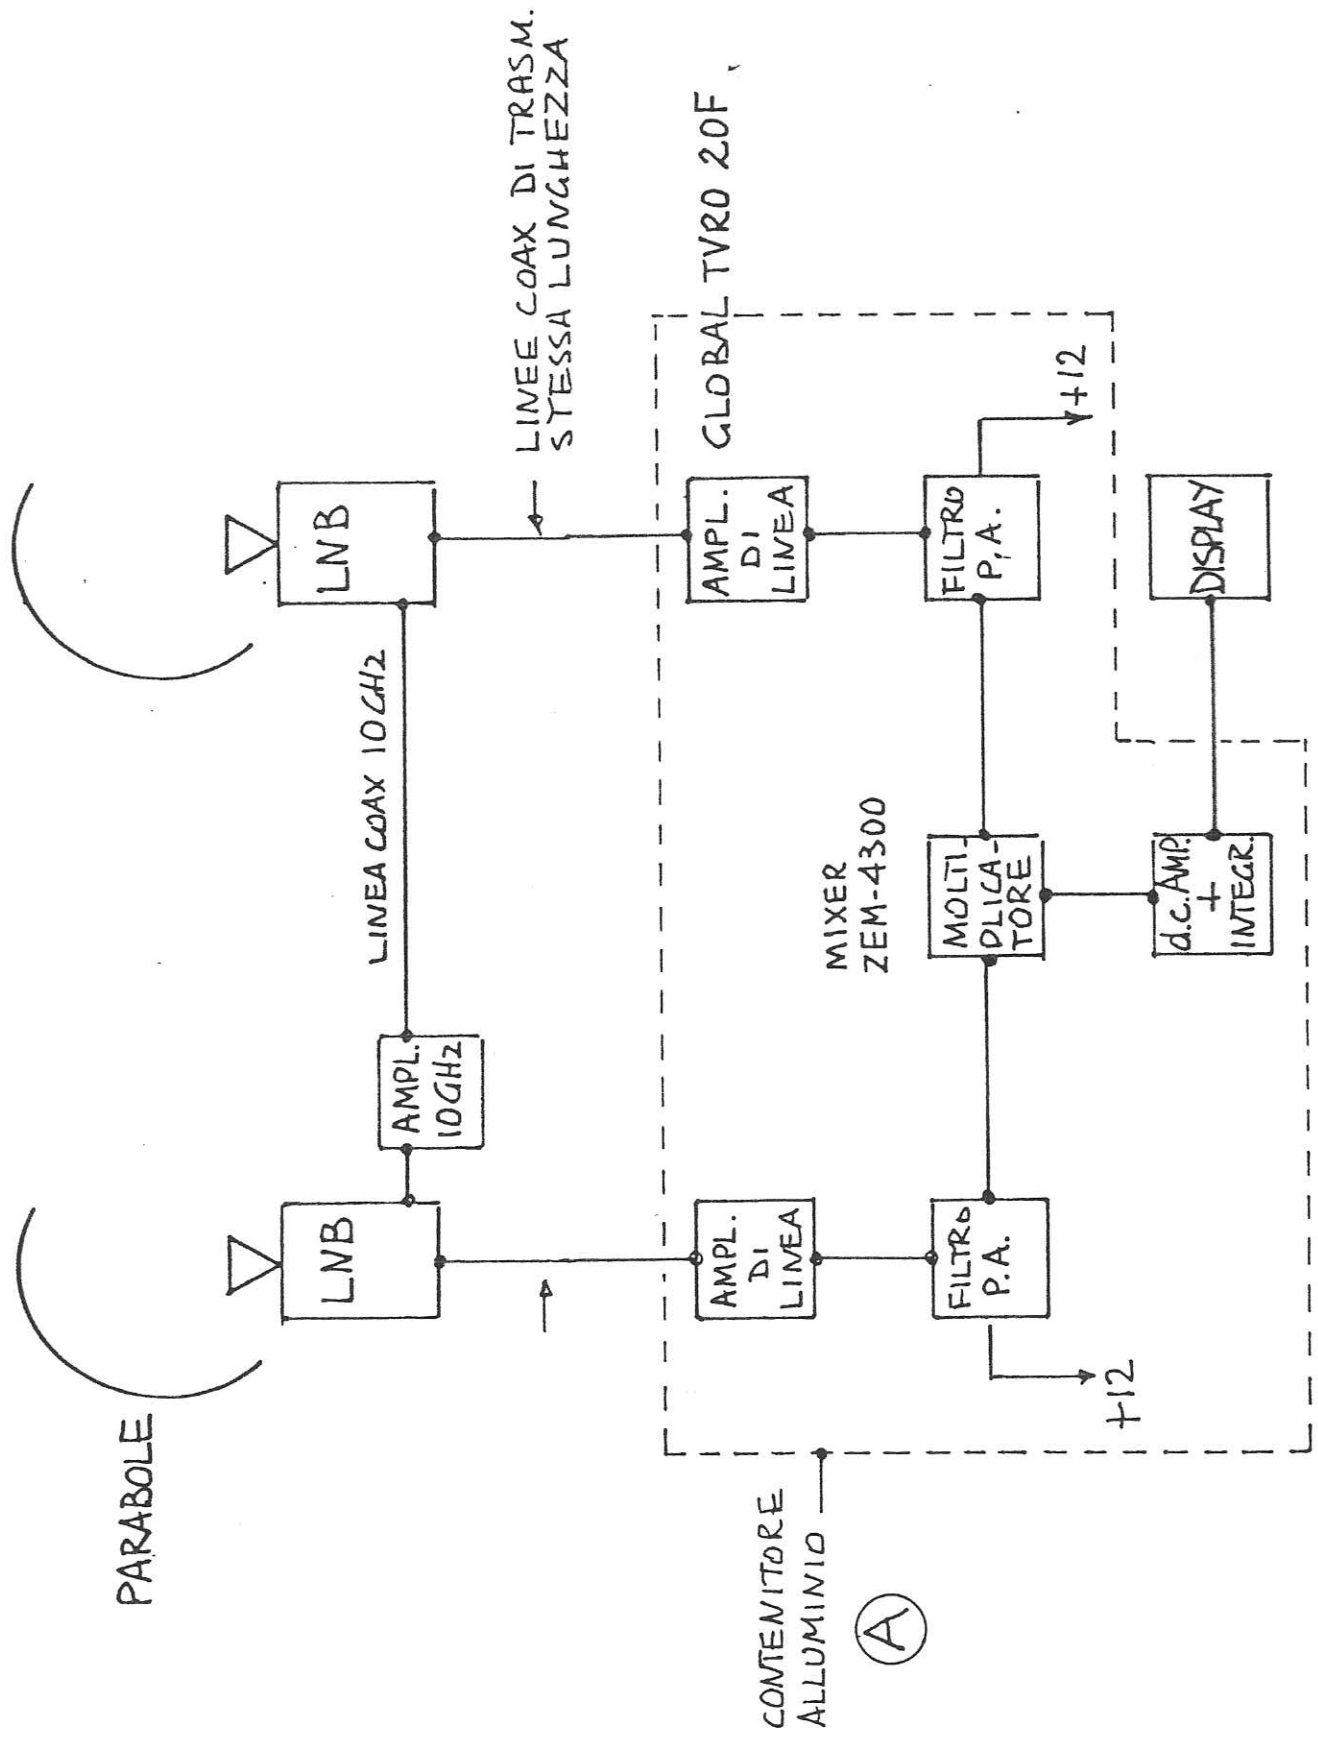 PARABOLE
LNB
LNB
AMPL.
10GHz
LINEA COAX 10GHz
LINEE COAX DI TRASM.
STESSA LUNGHEZZA
CONTENITORE
ALLUMINIO
A
AMPL.
DI
LINEA
AMPL.
DI
LINEA
GLOBAL TVRO 20F
FILTRO
P.A.
+12
MIXER
ZEM-4300
MOLTI-
PLICA-
TORE
FILTRO
P.A.
+12
d.c. AMP.
+
INTEGR.
DISPLAY